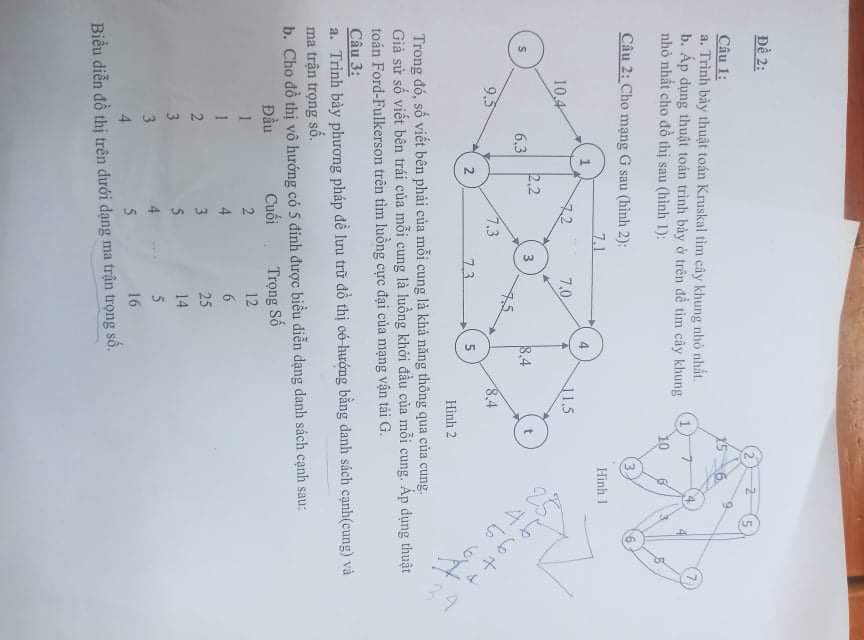 Đề 2:
Câu 1:
a. Trình bày thuật toán Kruskal tìm cây khung nhỏ nhất.
b. Áp dụng thuật toán trình bày ở trên để tìm cây khung
nhỏ nhất cho đồ thị sau (hình 1):
1 2 3 4 5 6 7
15 10 7 6 6 2 9 3 4 5
Hình 1
Câu 2: Cho mạng G sau (hình 2):
s 1 2 3 4 5 t
10,4
9,5
6,3
2,2
7,2
7,1
7,3
7,3
7,0
7,5
8,4
11,5
8,4
Hình 2
Trong đó, số viết bên phải của mỗi cung là khả năng thông qua của cung.
Giả sử số viết bên trái của mỗi cung là luồng khởi đầu của mỗi cung. Áp dụng thuật
toán Ford-Fulkerson trên tìm luồng cực đại của mạng vận tải G.
Câu 3:
a. Trình bày phương pháp để lưu trữ đồ thị có hướng bằng danh sách cạnh(cung) và
ma trận trọng số.
b. Cho đồ thị vô hướng có 5 đỉnh được biểu diễn dạng danh sách cạnh sau:
Đầu Cuối Trọng Số
1 2 12
1 4 6
2 3 25
3 5 14
3 4 5
4 5 16
Biểu diễn đồ thị trên dưới dạng ma trận trọng số.